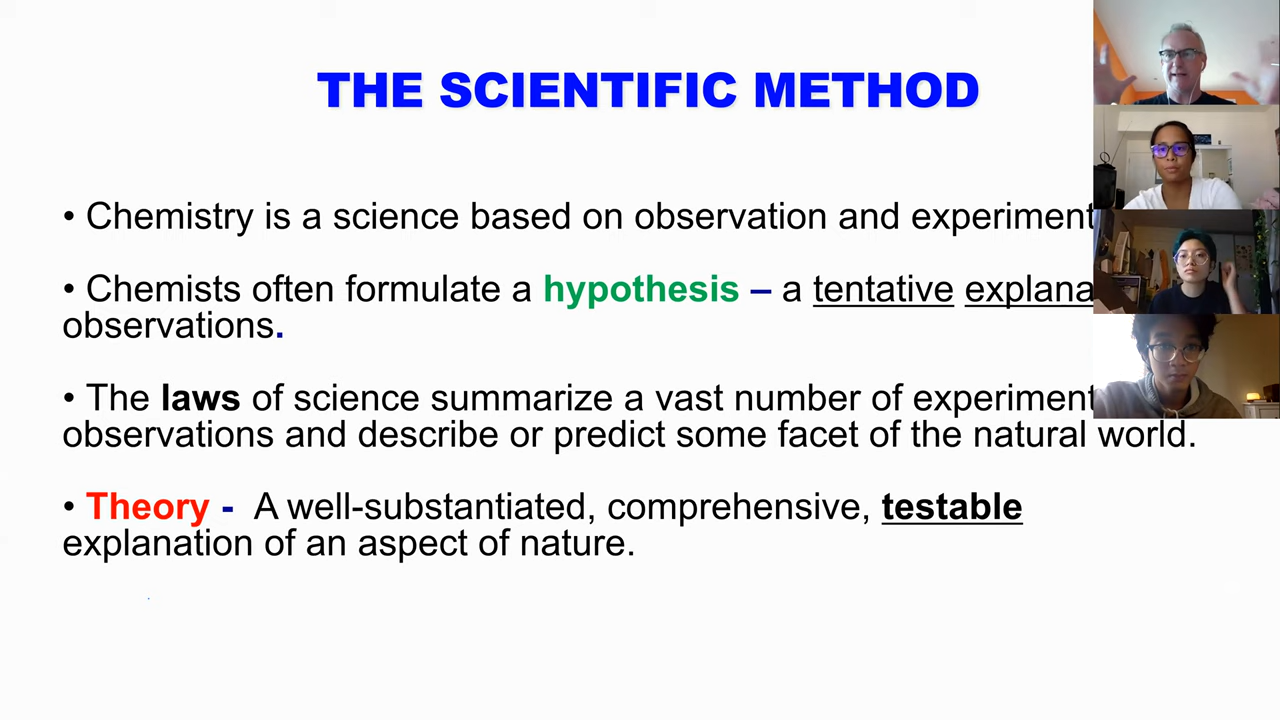 THE SCIENTIFIC METHOD
• Chemistry is a science based on observation and experiment
• Chemists often formulate a hypothesis – a tentative explana
observations.
• The laws of science summarize a vast number of experiment
observations and describe or predict some facet of the natural world.
• Theory - A well-substantiated, comprehensive, testable
explanation of an aspect of nature.